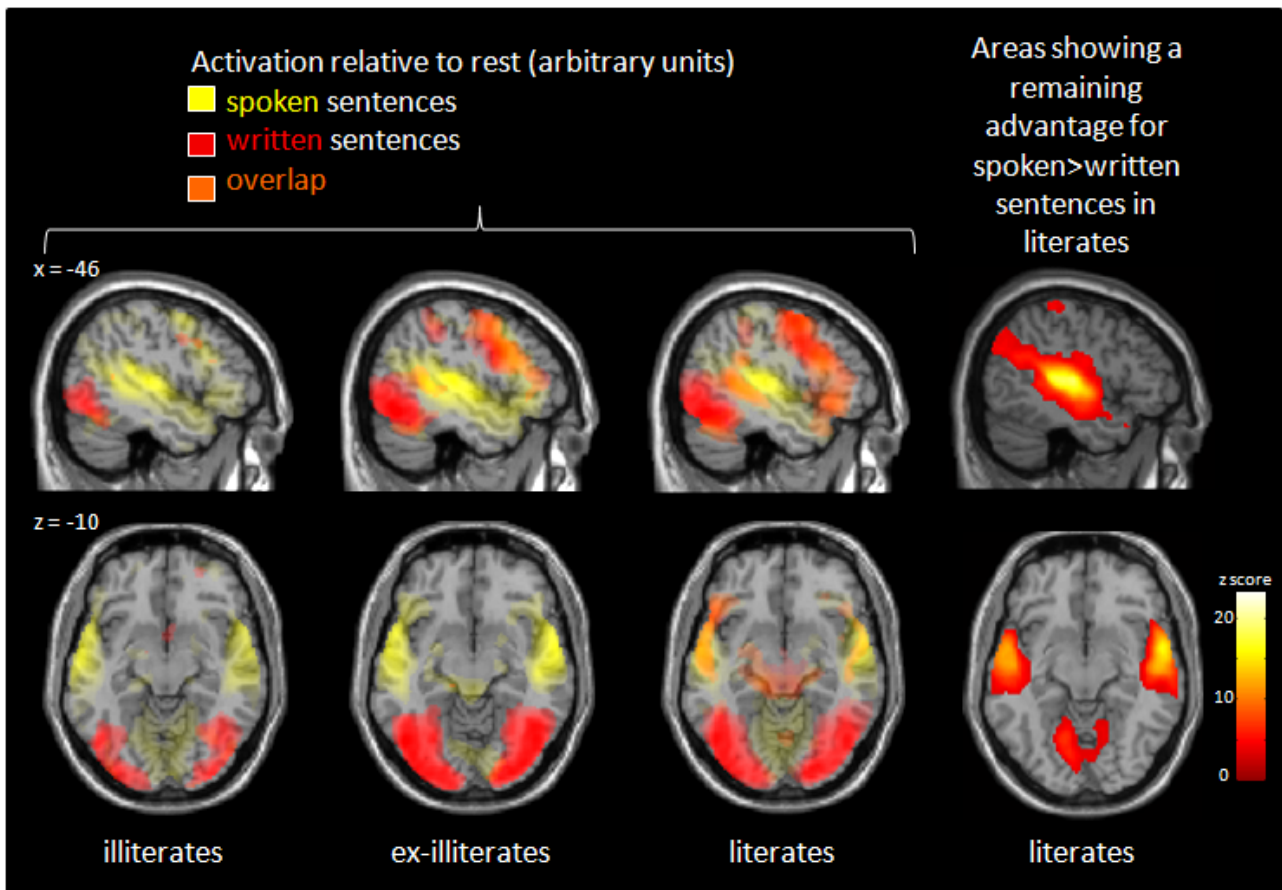 Activation relative to rest (arbitrary units)
spoken sentences
written sentences
overlap
Areas showing a
remaining
advantage for
spoken>written
sentences in
literates
x = -46
z = -10
z score
20
10
0
illiterates
ex-illiterates
literates
literates